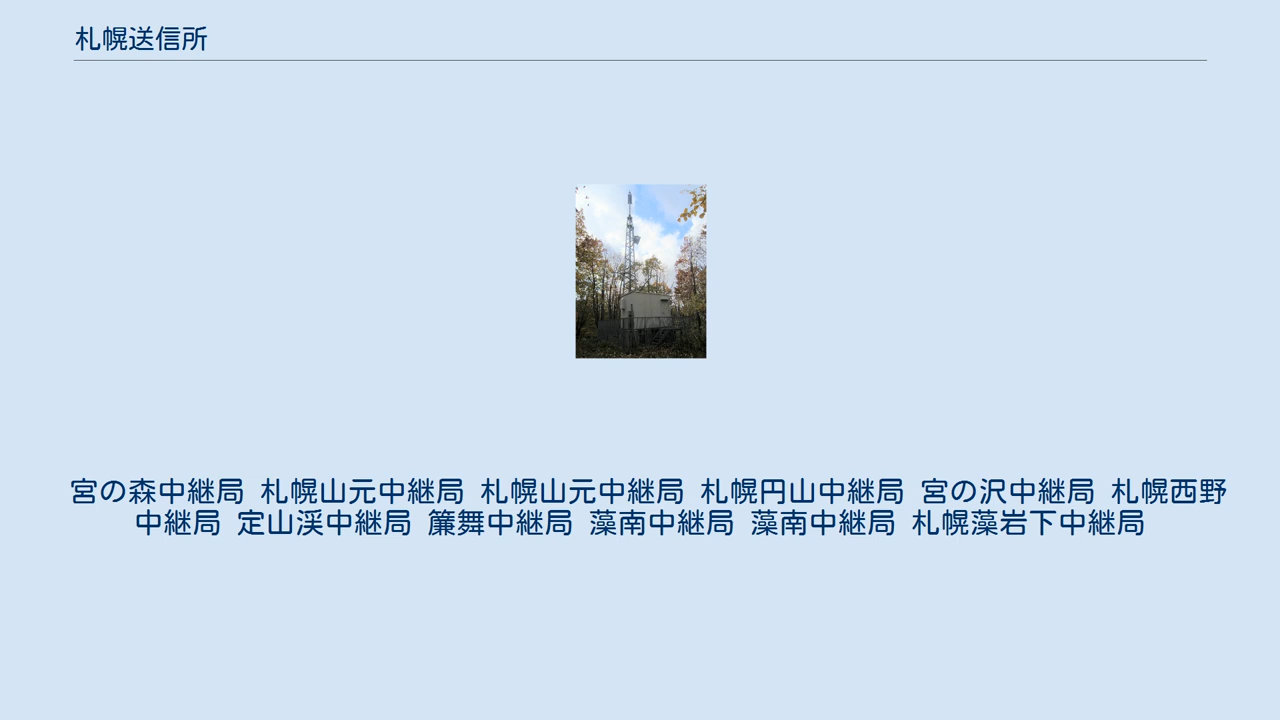 札幌送信所
宮の森中継局 札幌山元中継局 札幌山元中継局 札幌円山中継局 宮の沢中継局 札幌西野
中継局 定山渓中継局 簾舞中継局 藻南中継局 藻南中継局 札幌藻岩下中継局